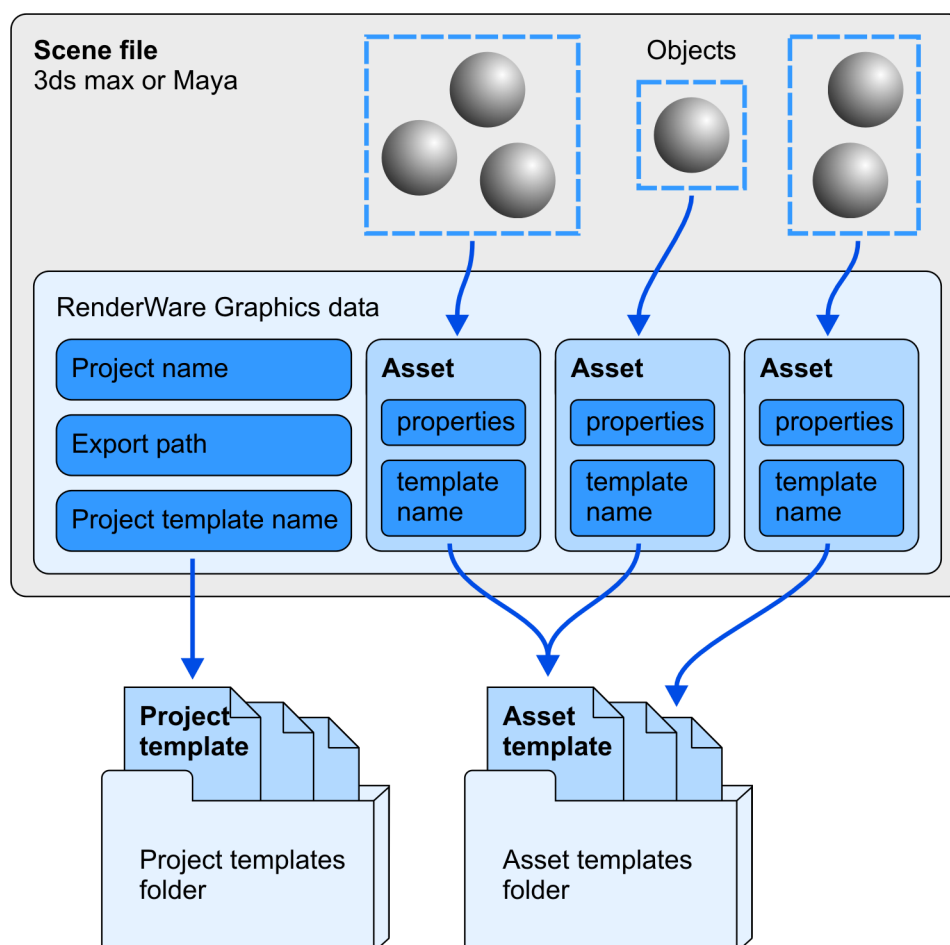 Scene file
3ds max or Maya
Objects
RenderWare Graphics data
Project name
Export path
Project template name
Asset
properties
template
name
Asset
properties
template
name
Asset
properties
template
name
Project
template
Project templates
folder
Asset
template
Asset templates
folder